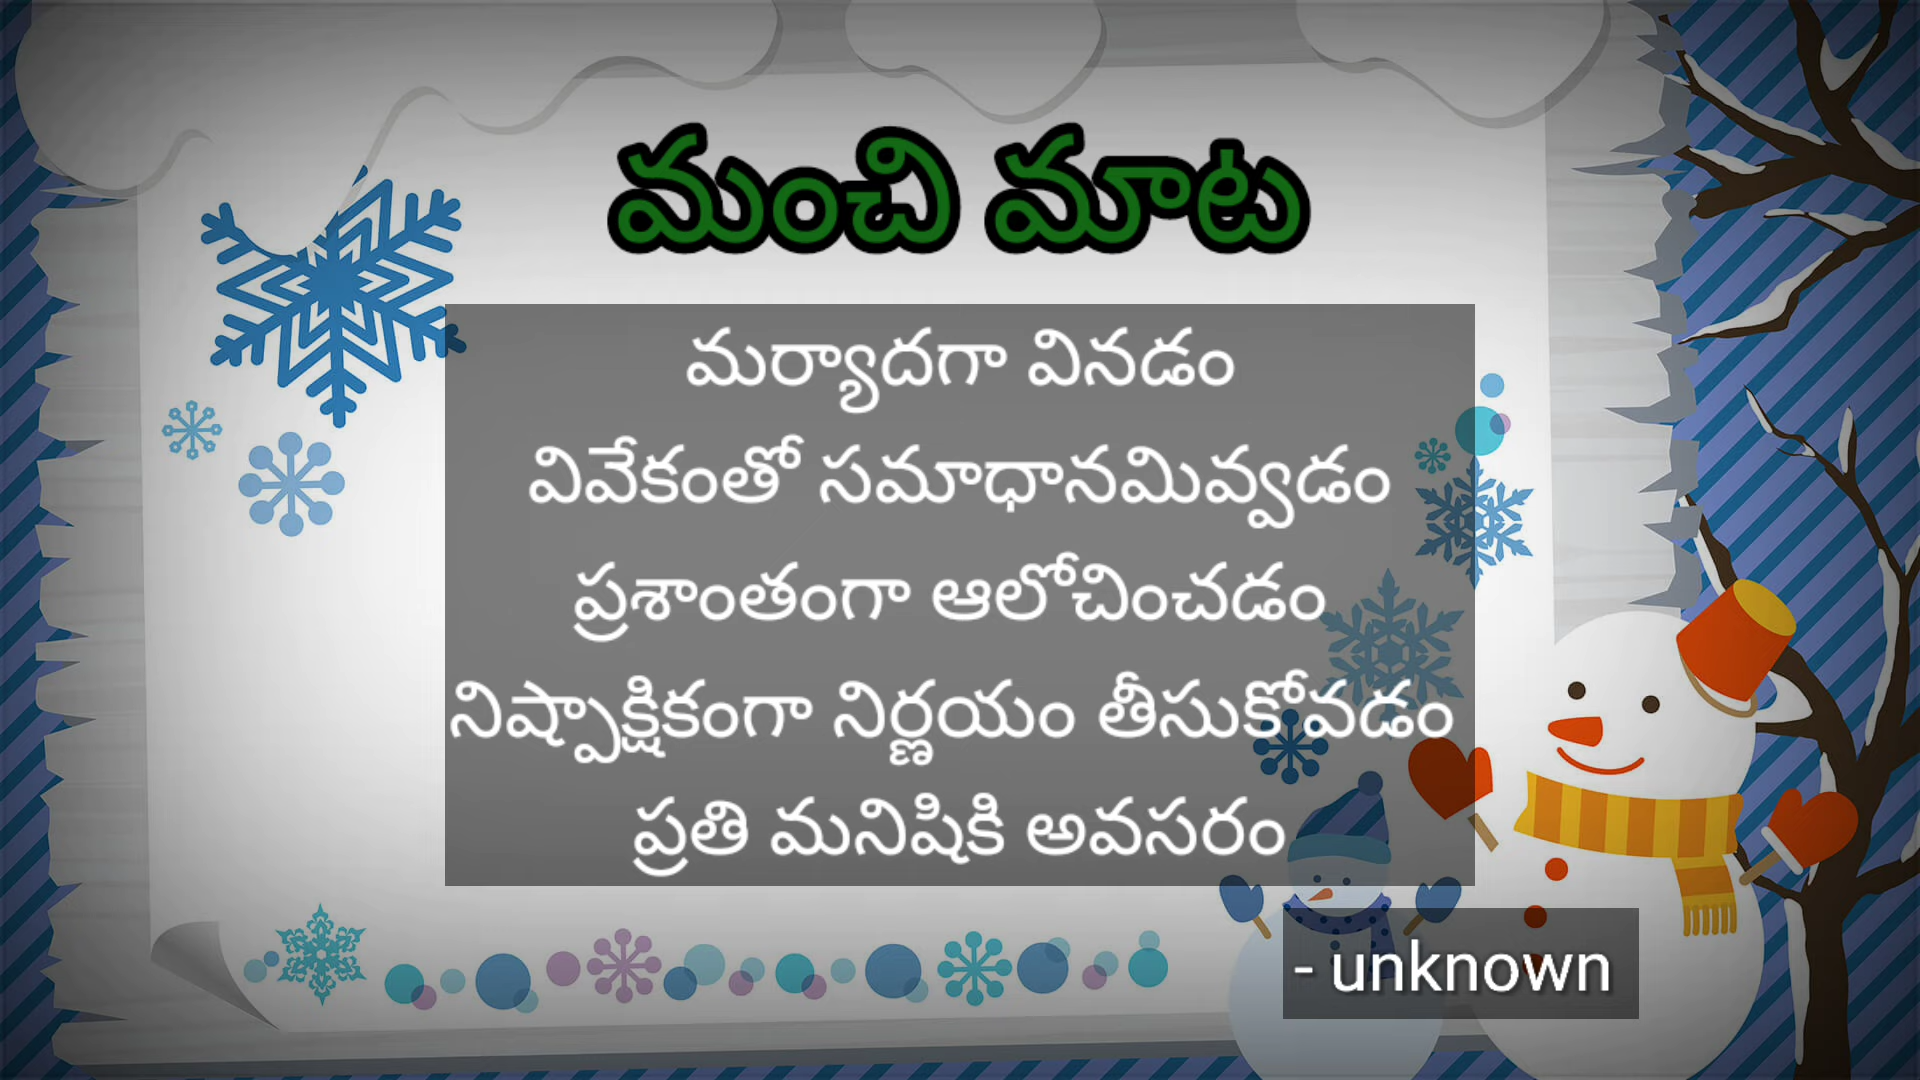 మంచి మాట
మర్యాదగా వినడం
వివేకంతో సమాధానమివ్వడం
ప్రశాంతంగా ఆలోచించడం
నిష్పాక్షికంగా నిర్ణయం తీసుకోవడం
ప్రతి మనిషికి అవసరం
- unknown